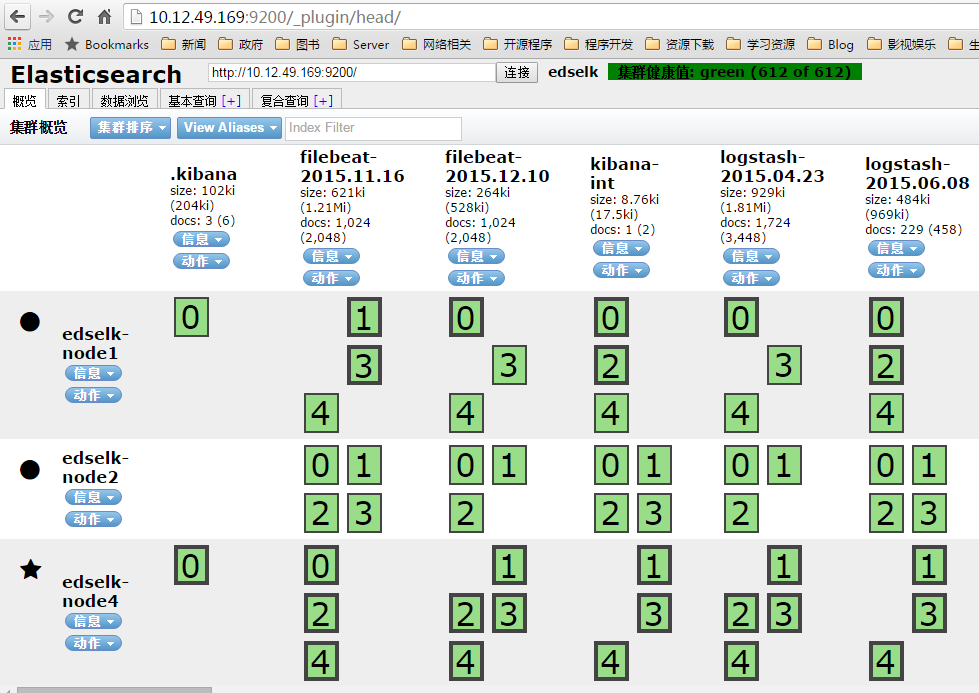 10.12.49.169:9200/_plugin/head/
应用 Bookmarks 新闻 政府 图书 Server 网络相关 开源程序 程序开发 资源下载 学习资源 Blog 影视娱乐
Elasticsearch http://10.12.49.169:9200/ 连接 edselk 集群健康值: green (612 of 612)
概览 索引 数据浏览 基本查询 [+] 复合查询 [+]
集群概览 集群排序 View Aliases Index Filter
.kibana
size: 102ki
(204ki)
docs: 3 (6)
信息
动作
filebeat-
2015.11.16
size: 621ki
(1.21Mi)
docs: 1,024
(2,048)
信息
动作
filebeat-
2015.12.10
size: 264ki
(528ki)
docs: 1,024
(2,048)
信息
动作
kibana-
int
size: 8.76ki
(17.5ki)
docs: 1 (2)
信息
动作
logstash-
2015.04.23
size: 929ki
(1.81Mi)
docs: 1,724
(3,448)
信息
动作
logstash-
2015.06.08
size: 484ki
(969ki)
docs: 229 (458)
信息
动作
edselk-
node1
信息
动作
0 1 0 0 0 0
3 3 2 3 2
4 4 4 4 4
edselk-
node2
信息
动作
0 1 0 1 0 1 0 1 0 1
2 3 2 2 3 2 2 3
edselk-
node4
信息
动作
0 0 1 1 1 1
2 2 3 3 2 3 3
4 4 4 4 4